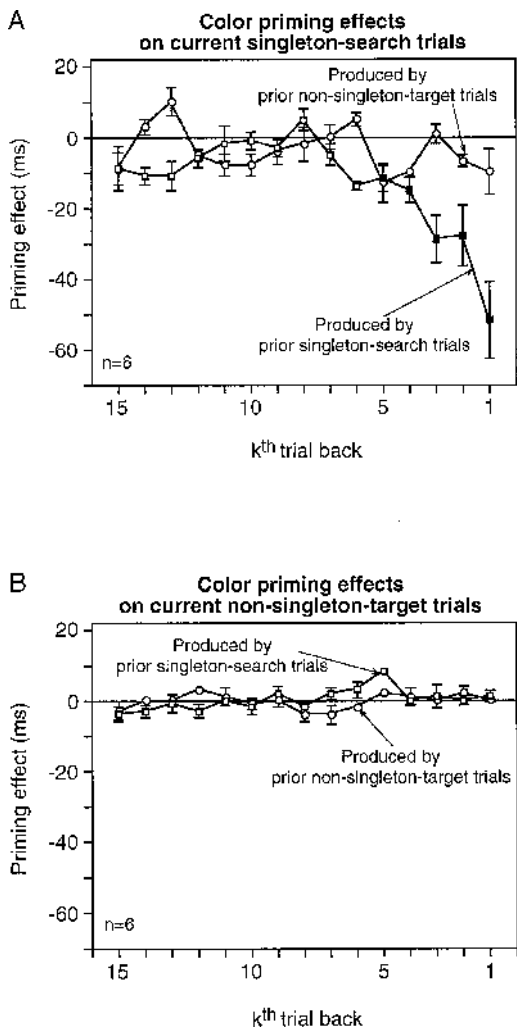 A
Color priming effects
on current singleton-search trials
20
0
-20
-40
-60
Priming effect (ms)
Produced by
prior non-singleton-target trials
Produced by
prior singleton-search trials
n=6
15
10
5
1
kth trial back
B
Color priming effects
on current non-singleton-target trials
20
0
-20
-40
-60
Priming effect (ms)
Produced by
prior singleton-search trials
Produced by
prior non-singleton-target trials
n=6
15
10
5
1
kth trial back